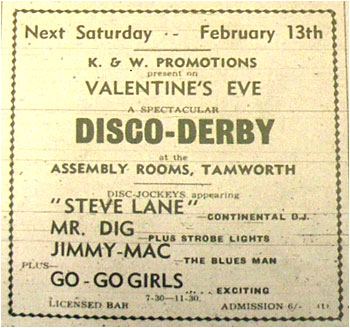 Next Saturday -- February 13th
K. & W. PROMOTIONS
present on
VALENTINE'S EVE
A SPECTACULAR
DISCO-DERBY
at the
ASSEMBLY ROOMS, TAMWORTH
DISC-JOCKEYS appearing
"STEVE LANE" —CONTINENTAL D.J.
MR. DIG —PLUS STROBE LIGHTS
JIMMY-MAC —THE BLUES MAN
PLUS—
GO-GO GIRLS.....EXCITING
LICENSED BAR 7-30—11-30. ADMISSION 6/- (1)